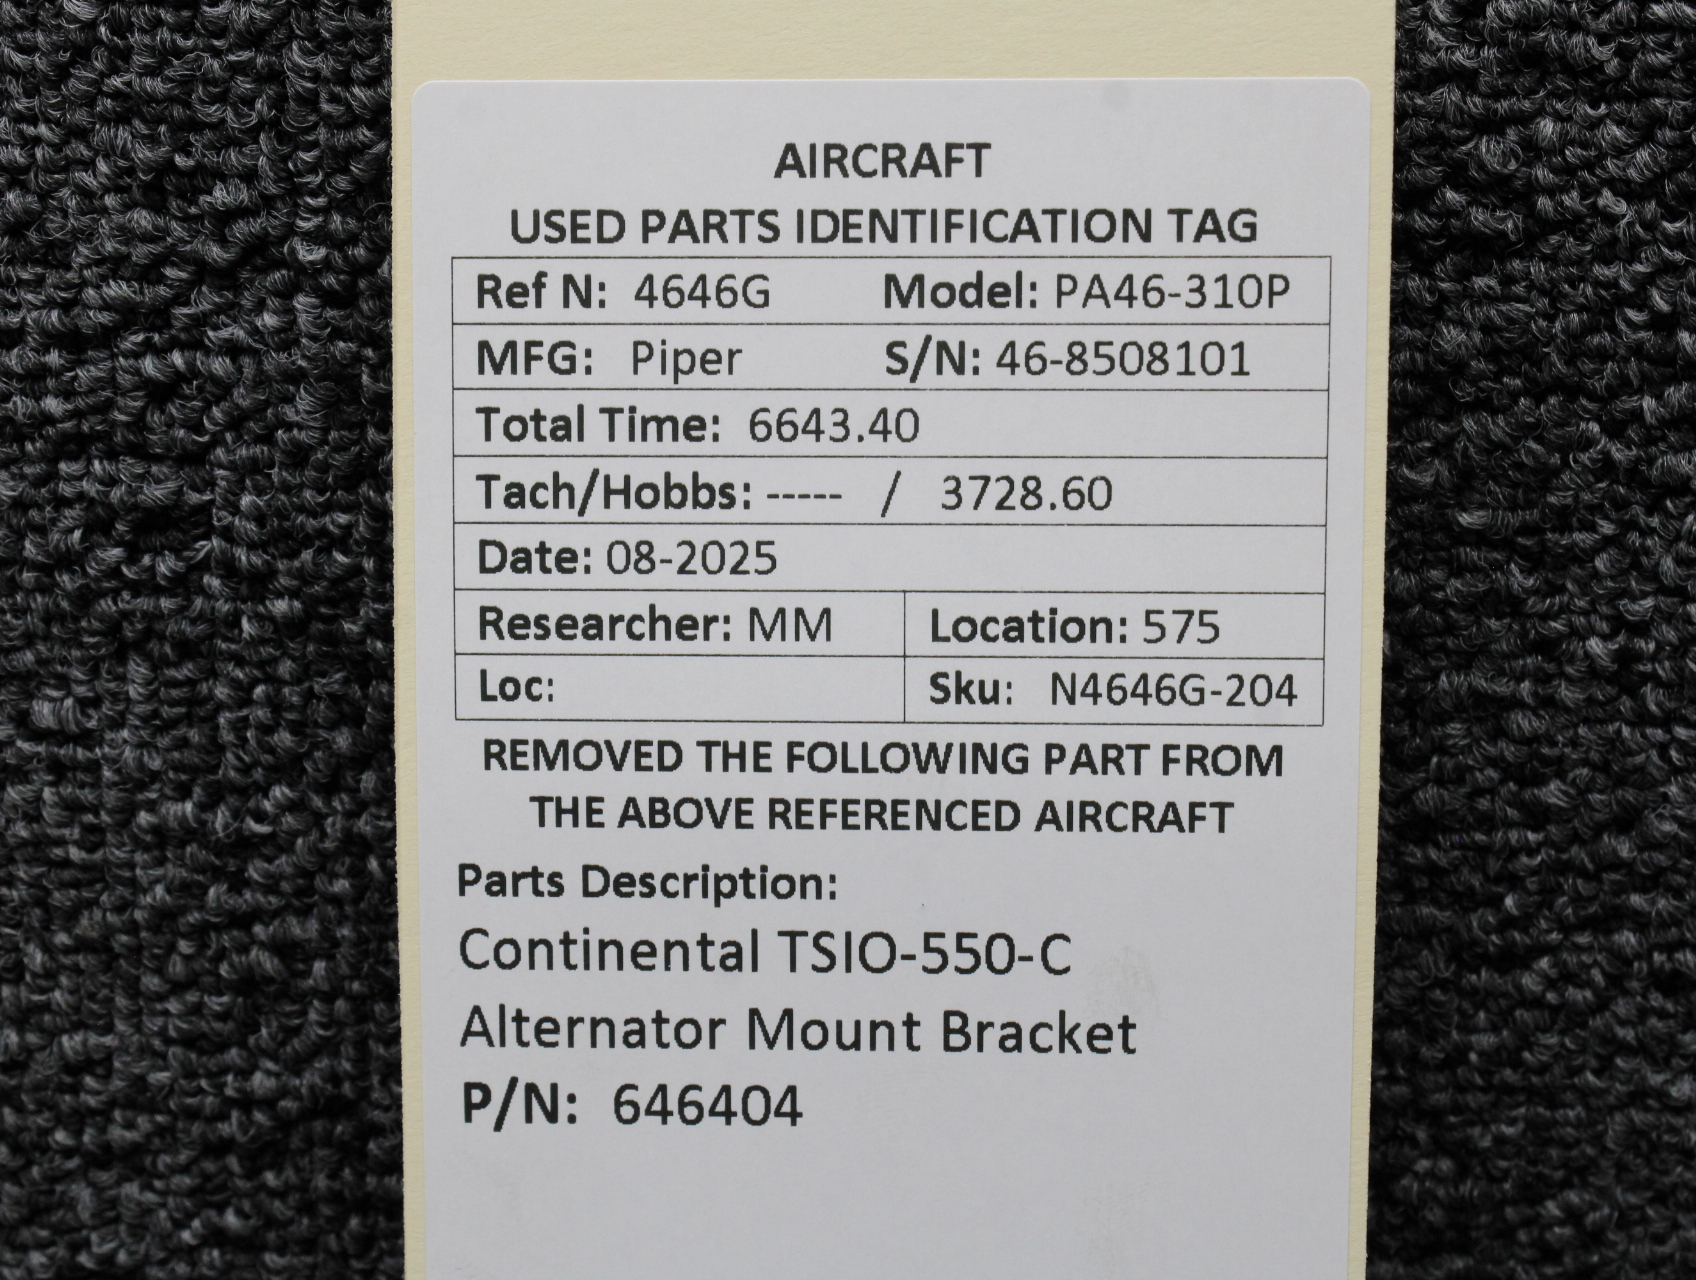 AIRCRAFT
USED PARTS IDENTIFICATION TAG
Ref N: 4646G Model: PA46-310P
MFG: Piper S/N: 46-8508101
Total Time: 6643.40
Tach/Hobbs: ----- / 3728.60
Date: 08-2025
Researcher: MM Location: 575
Loc: Sku: N4646G-204
REMOVED THE FOLLOWING PART FROM
THE ABOVE REFERENCED AIRCRAFT
Parts Description:
Continental TSIO-550-C
Alternator Mount Bracket
P/N: 646404